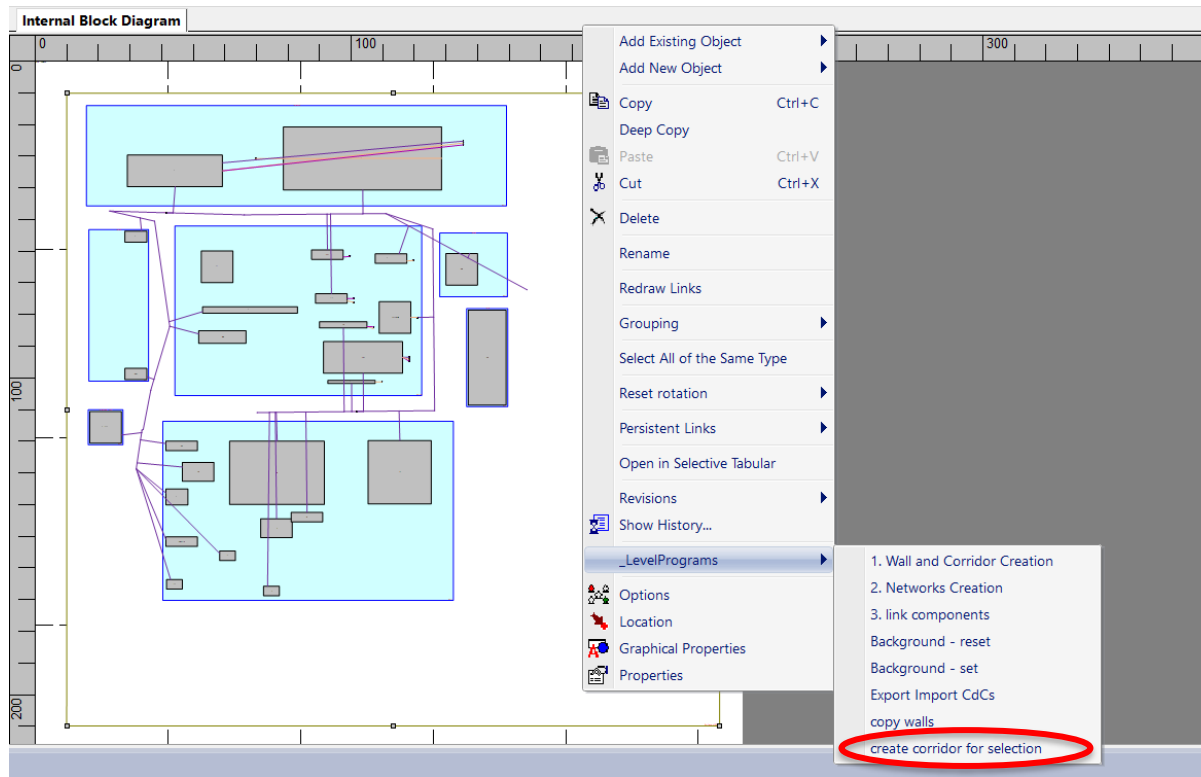 Internal Block Diagram
0
100
300
0
100
200
Add Existing Object
Add New Object
Copy Ctrl+C
Deep Copy
Paste Ctrl+V
Cut Ctrl+X
Delete
Rename
Redraw Links
Grouping
Select All of the Same Type
Reset rotation
Persistent Links
Open in Selective Tabular
Revisions
Show History...
_LevelPrograms
Options
Location
Graphical Properties
Properties
1. Wall and Corridor Creation
2. Networks Creation
3. link components
Background - reset
Background - set
Export Import CdCs
copy walls
create corridor for selection